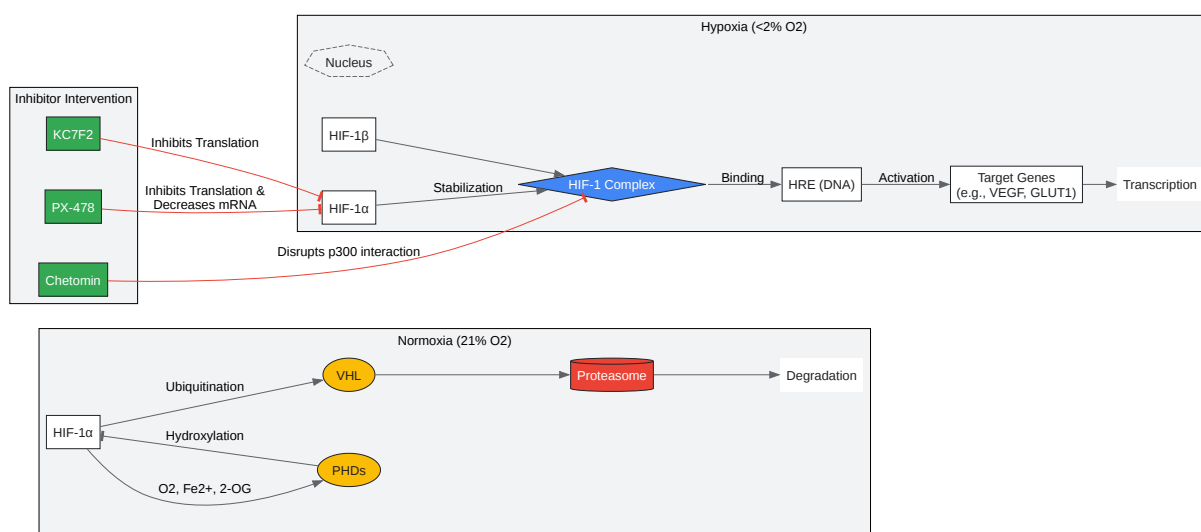 Hypoxia (<2% O2)
Nucleus
Inhibitor Intervention
KC7F2
Inhibits Translation
HIF-1β
PX-478
Inhibits Translation &
Decreases mRNA
HIF-1α
Stabilization
HIF-1 Complex
Binding
HRE (DNA)
Activation
Target Genes
(e.g., VEGF, GLUT1)
Transcription
Chetomin
Disrupts p300 interaction
Normoxia (21% O2)
HIF-1α
Ubiquitination
VHL
Proteasome
Degradation
Hydroxylation
PHDs
O2, Fe2+, 2-OG